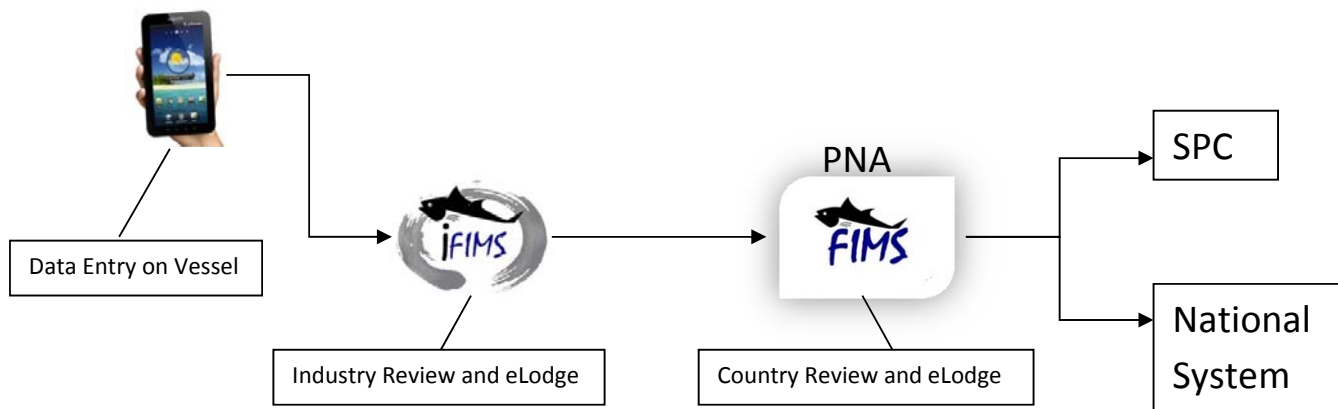 PNA
SPC
iFIMS
FIMS
Data Entry on Vessel
National
System
Industry Review and eLodge
Country Review and eLodge